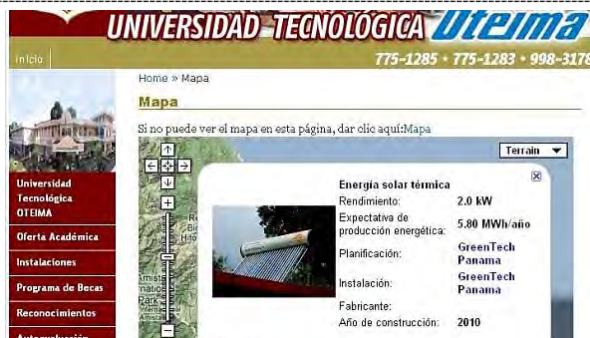 UNIVERSIDAD TECNOLÓGICA Oteima
inicio
775-1285 • 775-1283 • 998-3178
Home » Mapa
Mapa
Si no puede ver el mapa en esta página, dar clic aquí:Mapa
Terrain
Universidad
Tecnológica
OTEIMA
Oferta Académica
Instalaciones
Programa de Becas
Reconocimientos
Autoevaluación
Energía solar térmica
Rendimiento: 2.0 kW
Expectativa de
producción energética: 5.80 MWh/año
Planificación: GreenTech
Panama
Instalación: GreenTech
Panama
Fabricante:
Año de construcción: 2010